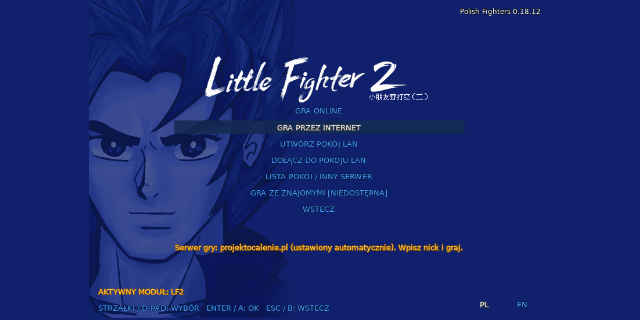 Polish Fighters 0.18.12
Little Fighter 2
GRA ONLINE
GRA PRZEZ INTERNET
UTWÓRZ POKÓJ LAN
DOŁĄCZ DO POKOJU LAN
LISTA POKOI / INNY SERWER
GRA ZE ZNAJOMYMI [NIEDOSTĘPNA]
WSTECZ
Serwer gry: projektocalenie.pl (ustawiony automatycznie). Wpisz nick i graj.
AKTYWNY MODUŁ: LF2
STRZAŁKI / D-PAD: WYBÓR ENTER / A: OK ESC / B: WSTECZ
PL EN